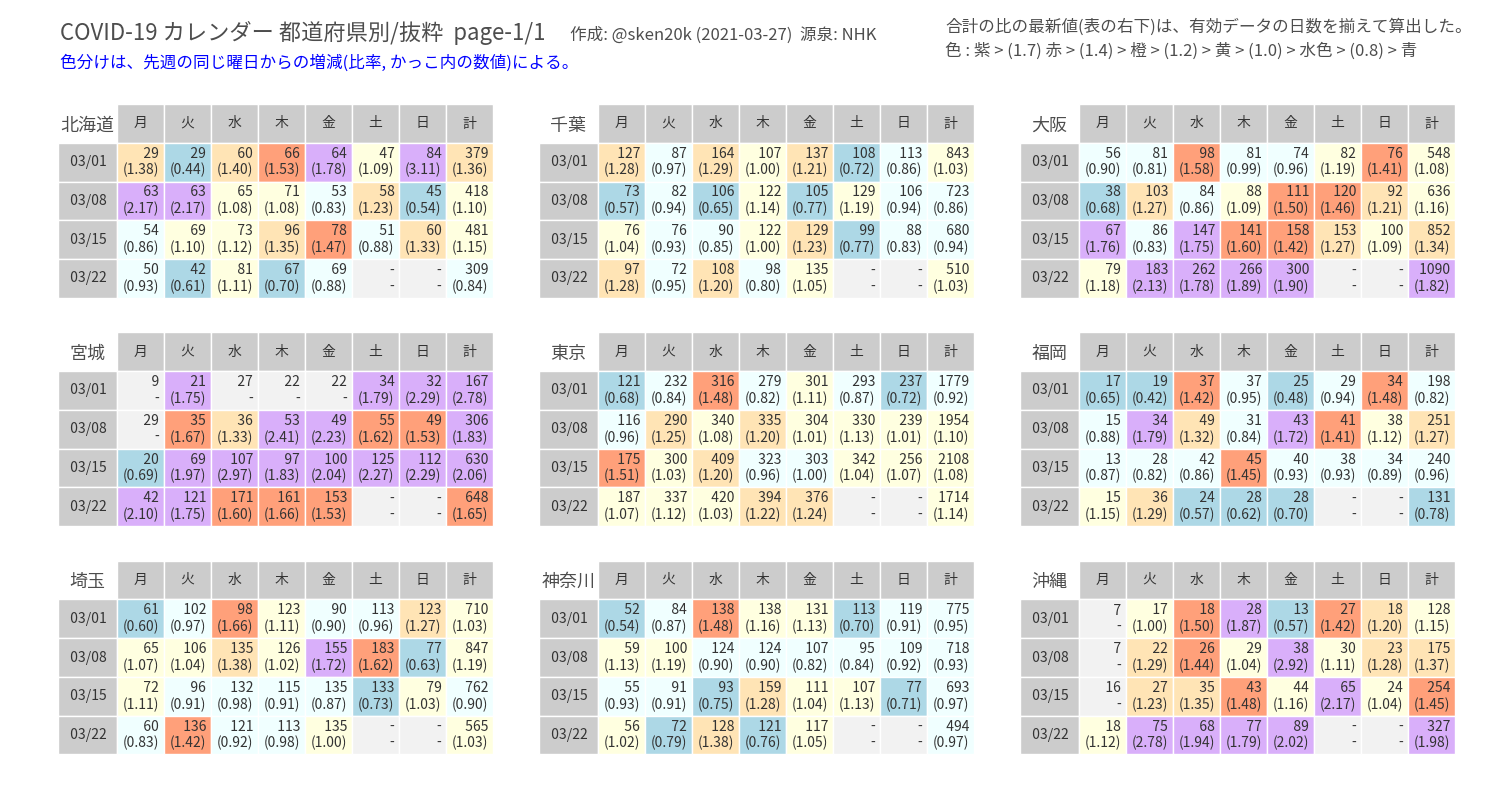 COVID-19 カレンダー 都道府県別/抜粋 page-1/1 作成: @sken20k (2021-03-27) 源泉: NHK
合計の比の最新値(表の右下)は、有効データの日数を揃えて算出した。
色分けは、先週の同じ曜日からの増減(比率, かっこ内の数値)による。
色 : 紫 > (1.7) 赤 > (1.4) > 橙 > (1.2) > 黄 > (1.0) > 水色 > (0.8) > 青
北海道 月 火 水 木 金 土 日 計
03/01 29 29 60 66 64 47 84 379
(1.38) (0.44) (1.40) (1.53) (1.78) (1.09) (3.11) (1.36)
03/08 63 63 65 71 53 58 45 418
(2.17) (2.17) (1.08) (1.08) (0.83) (1.23) (0.54) (1.10)
03/15 54 69 73 96 78 51 60 481
(0.86) (1.10) (1.12) (1.35) (1.47) (0.88) (1.33) (1.15)
03/22 50 42 81 67 69 - - 309
(0.93) (0.61) (1.11) (0.70) (0.88) - - (0.84)
千葉 月 火 水 木 金 土 日 計
03/01 127 87 164 107 137 108 113 843
(1.28) (0.97) (1.29) (1.00) (1.21) (0.72) (0.86) (1.03)
03/08 73 82 106 122 105 129 106 723
(0.57) (0.94) (0.65) (1.14) (0.77) (1.19) (0.94) (0.86)
03/15 76 76 90 122 129 99 88 680
(1.04) (0.93) (0.85) (1.00) (1.23) (0.77) (0.83) (0.94)
03/22 97 72 108 98 135 - - 510
(1.28) (0.95) (1.20) (0.80) (1.05) - - (1.03)
大阪 月 火 水 木 金 土 日 計
03/01 56 81 98 81 74 82 76 548
(0.90) (0.81) (1.58) (0.99) (0.96) (1.19) (1.41) (1.08)
03/08 38 103 84 88 111 120 92 636
(0.68) (1.27) (0.86) (1.09) (1.50) (1.46) (1.21) (1.16)
03/15 67 86 147 141 158 153 100 852
(1.76) (0.83) (1.75) (1.60) (1.42) (1.27) (1.09) (1.34)
03/22 79 183 262 266 300 - - 1090
(1.18) (2.13) (1.78) (1.89) (1.90) - - (1.82)
宮城 月 火 水 木 金 土 日 計
03/01 9 21 27 22 22 34 32 167
- (1.75) - - - (1.79) (2.29) (2.78)
03/08 29 35 36 53 49 55 49 306
- (1.67) (1.33) (2.41) (2.23) (1.62) (1.53) (1.83)
03/15 20 69 107 97 100 125 112 630
(0.69) (1.97) (2.97) (1.83) (2.04) (2.27) (2.29) (2.06)
03/22 42 121 171 161 153 - - 648
(2.10) (1.75) (1.60) (1.66) (1.53) - - (1.65)
東京 月 火 水 木 金 土 日 計
03/01 121 232 316 279 301 293 237 1779
(0.68) (0.84) (1.48) (0.82) (1.11) (0.87) (0.72) (0.92)
03/08 116 290 340 335 304 330 239 1954
(0.96) (1.25) (1.08) (1.20) (1.01) (1.13) (1.01) (1.10)
03/15 175 300 409 323 303 342 256 2108
(1.51) (1.03) (1.20) (0.96) (1.00) (1.04) (1.07) (1.08)
03/22 187 337 420 394 376 - - 1714
(1.07) (1.12) (1.03) (1.22) (1.24) - - (1.14)
福岡 月 火 水 木 金 土 日 計
03/01 17 19 37 37 25 29 34 198
(0.65) (0.42) (1.42) (0.95) (0.48) (0.94) (1.48) (0.82)
03/08 15 34 49 31 43 41 38 251
(0.88) (1.79) (1.32) (0.84) (1.72) (1.41) (1.12) (1.27)
03/15 13 28 42 45 40 38 34 240
(0.87) (0.82) (0.86) (1.45) (0.93) (0.93) (0.89) (0.96)
03/22 15 36 24 28 28 - - 131
(1.15) (1.29) (0.57) (0.62) (0.70) - - (0.78)
埼玉 月 火 水 木 金 土 日 計
03/01 61 102 98 123 90 113 123 710
(0.60) (0.97) (1.66) (1.11) (0.90) (0.96) (1.27) (1.03)
03/08 65 106 135 126 155 183 77 847
(1.07) (1.04) (1.38) (1.02) (1.72) (1.62) (0.63) (1.19)
03/15 72 96 132 115 135 133 79 762
(1.11) (0.91) (0.98) (0.91) (0.87) (0.73) (1.03) (0.90)
03/22 60 136 121 113 135 - - 565
(0.83) (1.42) (0.92) (0.98) (1.00) - - (1.03)
神奈川 月 火 水 木 金 土 日 計
03/01 52 84 138 138 131 113 119 775
(0.54) (0.87) (1.48) (1.16) (1.13) (0.70) (0.91) (0.95)
03/08 59 100 124 124 107 95 109 718
(1.13) (1.19) (0.90) (0.90) (0.82) (0.84) (0.92) (0.93)
03/15 55 91 93 159 111 107 77 693
(0.93) (0.91) (0.75) (1.28) (1.04) (1.13) (0.71) (0.97)
03/22 56 72 128 121 117 - - 494
(1.02) (0.79) (1.38) (0.76) (1.05) - - (0.97)
沖縄 月 火 水 木 金 土 日 計
03/01 7 17 18 28 13 27 18 128
- (1.00) (1.50) (1.87) (0.57) (1.42) (1.20) (1.15)
03/08 7 22 26 29 38 30 23 175
- (1.29) (1.44) (1.04) (2.92) (1.11) (1.28) (1.37)
03/15 16 27 35 43 44 65 24 254
- (1.23) (1.35) (1.48) (1.16) (2.17) (1.04) (1.45)
03/22 18 75 68 77 89 - - 327
(1.12) (2.78) (1.94) (1.79) (2.02) - - (1.98)